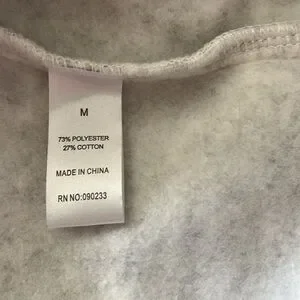 M
73% POLYESTER
27% COTTON
MADE IN CHINA
RN NO:090233